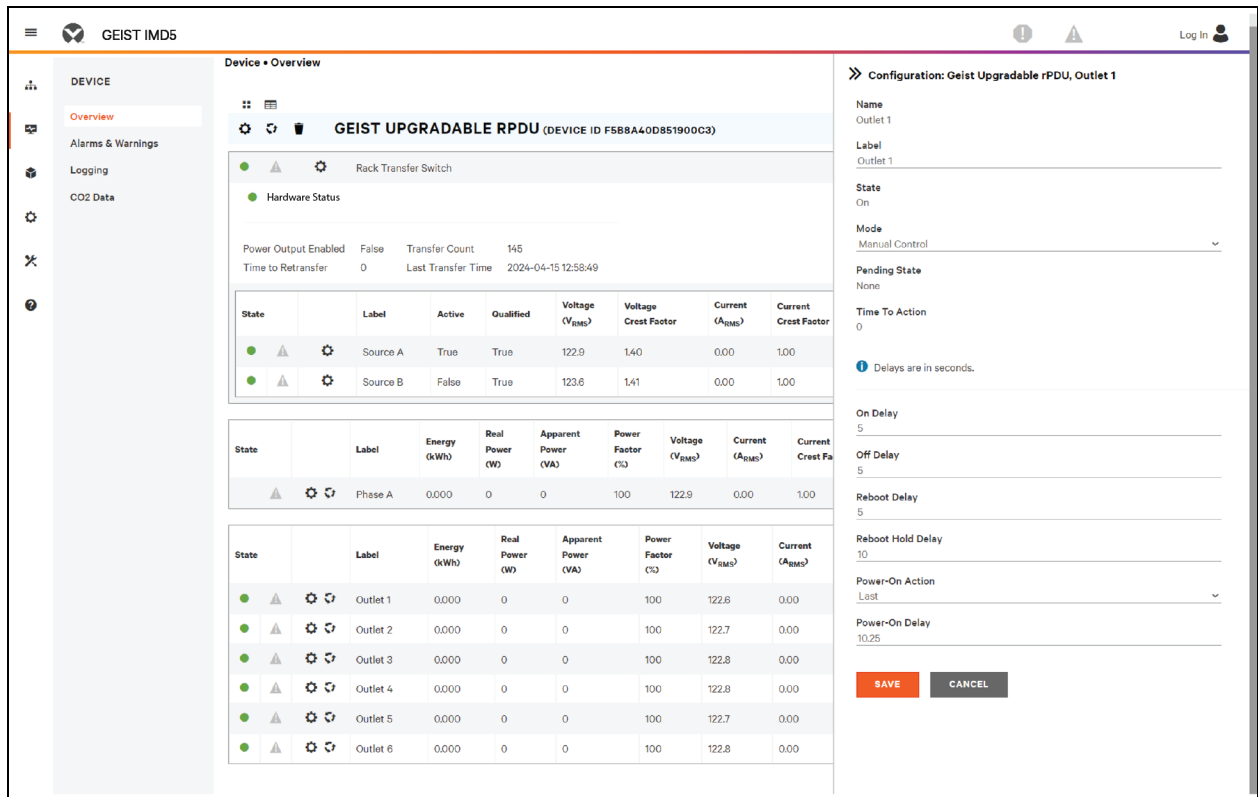 GEIST IMD5
Log In
DEVICE
Overview
Alarms & Warnings
Logging
CO2 Data
Device • Overview
GEIST UPGRADABLE RPDU (DEVICE ID F5B8A40D851900C3)
Rack Transfer Switch
Hardware Status
Power Output Enabled False Transfer Count 145
Time to Retransfer 0 Last Transfer Time 2024-04-15 12:58:49
State Label Active Qualified Voltage (VRMS) Voltage Crest Factor Current (ARMS) Current Crest Factor
Source A True True 122.9 1.40 0.00 1.00
Source B False True 123.6 1.41 0.00 1.00
State Label Energy (kWh) Real Power (W) Apparent Power (VA) Power Factor (%) Voltage (VRMS) Current (ARMS) Current Crest Fa
Phase A 0.000 0 0 100 122.9 0.00 1.00
State Label Energy (kWh) Real Power (W) Apparent Power (VA) Power Factor (%) Voltage (VRMS) Current (ARMS)
Outlet 1 0.000 0 0 100 122.6 0.00
Outlet 2 0.000 0 0 100 122.7 0.00
Outlet 3 0.000 0 0 100 122.8 0.00
Outlet 4 0.000 0 0 100 122.8 0.00
Outlet 5 0.000 0 0 100 122.7 0.00
Outlet 6 0.000 0 0 100 122.8 0.00
Configuration: Geist Upgradable rPDU, Outlet 1
Name
Outlet 1
Label
Outlet 1
State
On
Mode
Manual Control
Pending State
None
Time To Action
0
Delays are in seconds.
On Delay
5
Off Delay
5
Reboot Delay
5
Reboot Hold Delay
10
Power-On Action
Last
Power-On Delay
10.25
SAVE CANCEL